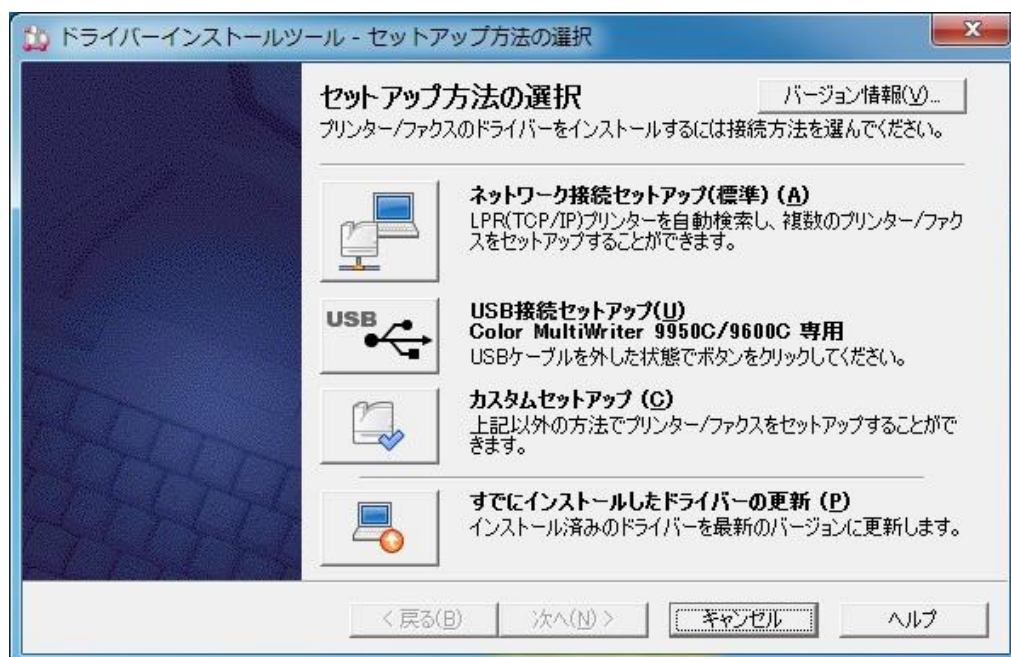 ドライバーインストールツール - セットアップ方法の選択
X
セットアップ方法の選択
バージョン情報(V)...
プリンター/ファクスのドライバーをインストールするには接続方法を選んでください。
ネットワーク接続セットアップ(標準) (A)
LPR(TCP/IP)プリンターを自動検索し、複数のプリンター/ファク
スをセットアップすることができます。
USB
USB接続セットアップ(U)
Color MultiWriter 9950C/9600C 専用
USBケーブルを外した状態でボタンをクリックしてください。
カスタムセットアップ (C)
上記以外の方法でプリンター/ファクスをセットアップすることがで
きます。
すでにインストールしたドライバーの更新 (P)
インストール済みのドライバーを最新のバージョンに更新します。
< 戻る(B)
次へ(N) >
キャンセル
ヘルプ